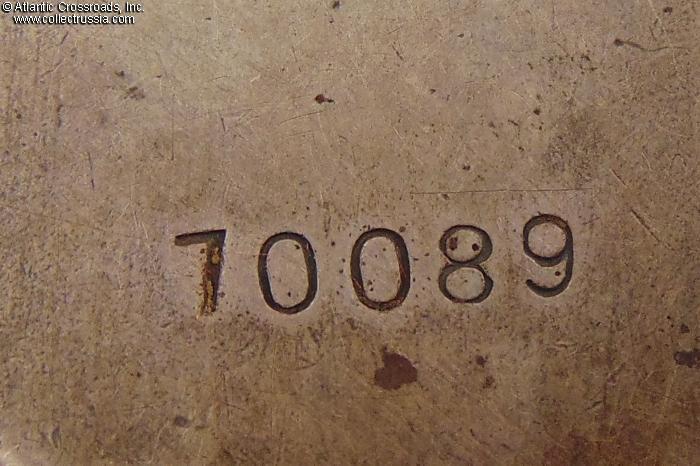 © Atlantic Crossroads, Inc.
www.collectrussia.com
70089